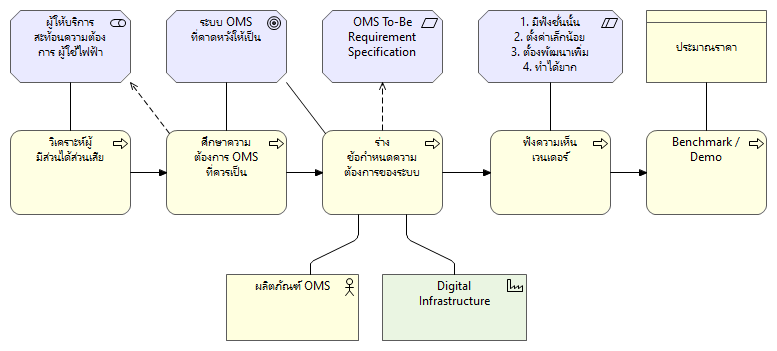 ผู้ให้บริการ
สะท้อนความต้อง
การ ผู้ใช้ไฟฟ้า
ระบบ OMS
ที่คาดหวังให้เป็น
OMS To-Be
Requirement
Specification
1. มีฟังชั่นนั้น
2. ตั้งค่าเล็กน้อย
3. ต้องพัฒนาเพิ่ม
4. ทำได้ยาก
ประมาณราคา
วิเคราะห์ผู้
มีส่วนได้ส่วนเสีย
ศึกษาความ
ต้องการ OMS
ที่ควรเป็น
ร่าง
ข้อกำหนดความ
ต้องการของระบบ
ฟังความเห็น
เวนเดอร์
Benchmark /
Demo
ผลิตภัณฑ์ OMS
Digital
Infrastructure